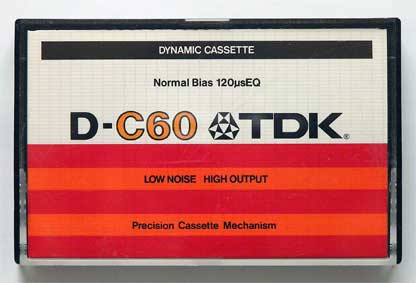 DYNAMIC CASSETTE
Normal Bias 120µsEQ
D-C60 TDK®
LOW NOISE HIGH OUTPUT
Precision Cassette Mechanism